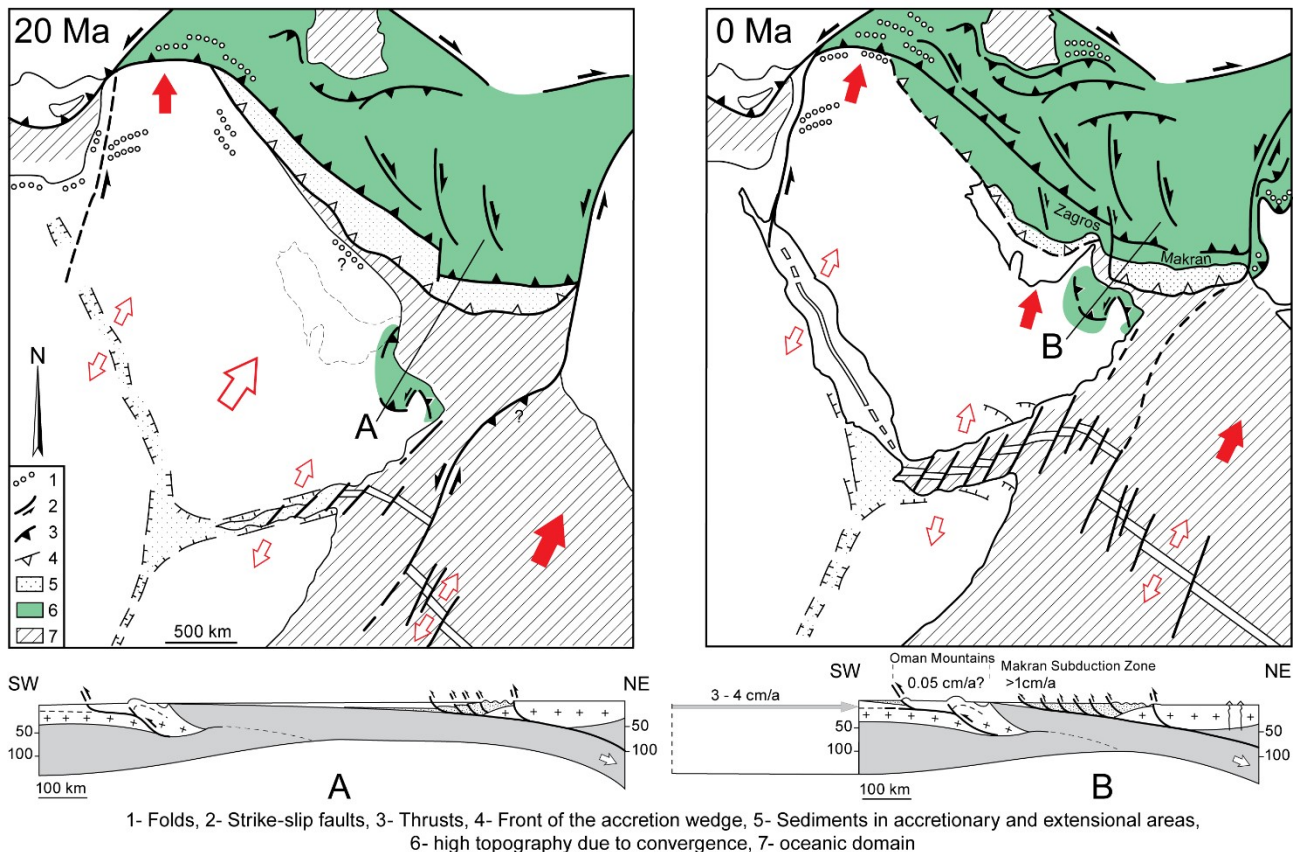 20 Ma
?
A
?
N
1
2
3
4
5
6
7
500 km
0 Ma
Zagros
Makran
B
SW
NE
50
100
50
100
100 km
A
3 - 4 cm/a
SW
Oman Mountains
0.05 cm/a?
Makran Subduction Zone
>1cm/a
NE
50
100
50
100
100 km
B
1- Folds, 2- Strike-slip faults, 3- Thrusts, 4- Front of the accretion wedge, 5- Sediments in accretionary and extensional areas,
6- high topography due to convergence, 7- oceanic domain